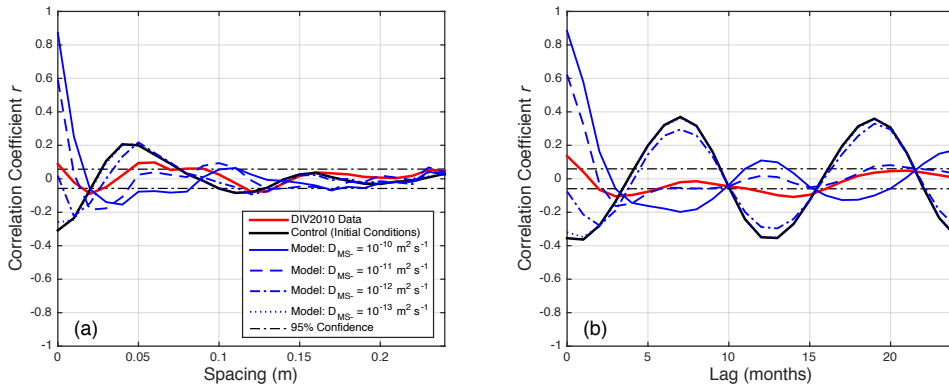 1
0.8
0.6
0.4
0.2
0
-0.2
-0.4
-0.6
-0.8
-1
Correlation Coefficient r
0
0.05
0.1
0.15
0.2
Spacing (m)
(a)
DIV2010 Data
Control (Initial Conditions)
Model: D_MS- = 10^-10 m^2 s^-1
Model: D_MS- = 10^-11 m^2 s^-1
Model: D_MS- = 10^-12 m^2 s^-1
Model: D_MS- = 10^-13 m^2 s^-1
95% Confidence
1
0.8
0.6
0.4
0.2
0
-0.2
-0.4
-0.6
-0.8
-1
Correlation Coefficient r
0
5
10
15
20
Lag (months)
(b)